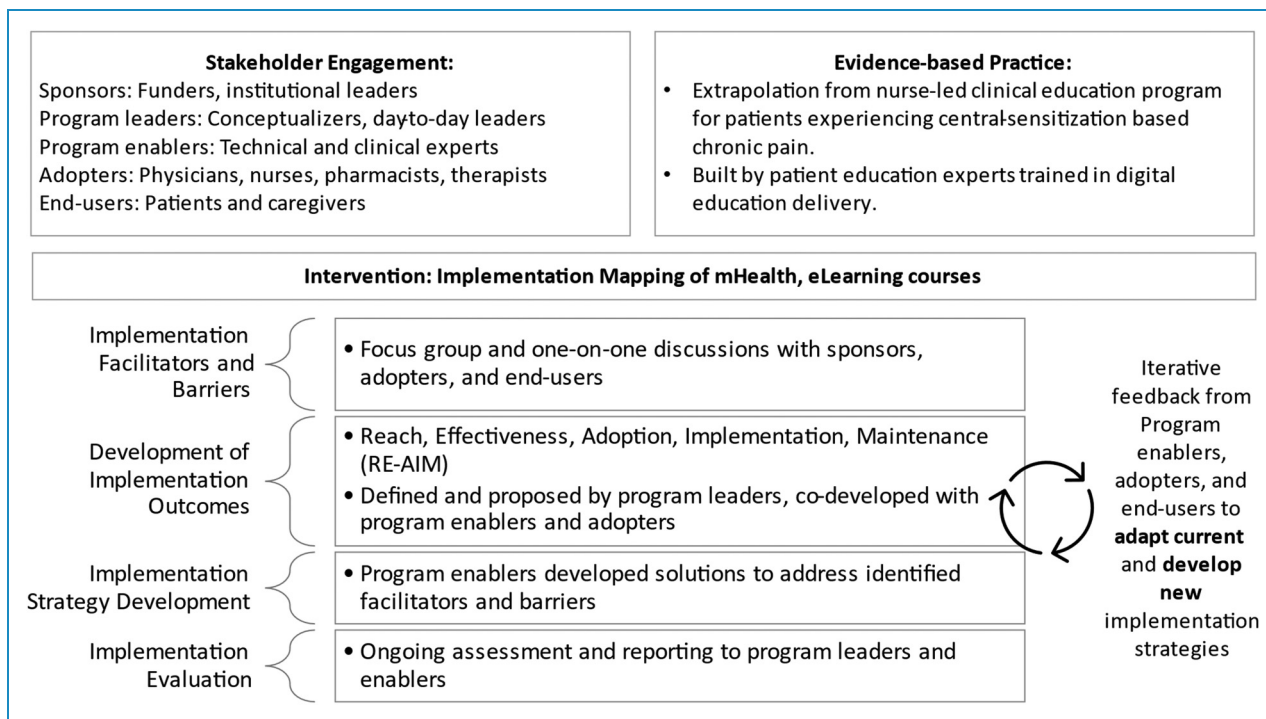 Stakeholder Engagement:
Sponsors: Funders, institutional leaders
Program leaders: Conceptualizers, day-to-day leaders
Program enablers: Technical and clinical experts
Adopters: Physicians, nurses, pharmacists, therapists
End-users: Patients and caregivers
Evidence-based Practice:
• Extrapolation from nurse-led clinical education program
for patients experiencing central-sensitization based
chronic pain.
• Built by patient education experts trained in digital
education delivery.
Intervention: Implementation Mapping of mHealth, eLearning courses
Implementation
Facilitators and
Barriers
• Focus group and one-on-one discussions with sponsors,
adopters, and end-users
Development of
Implementation
Outcomes
• Reach, Effectiveness, Adoption, Implementation, Maintenance
(RE-AIM)
• Defined and proposed by program leaders, co-developed with
program enablers and adopters
Implementation
Strategy Development
• Program enablers developed solutions to address identified
facilitators and barriers
Implementation
Evaluation
• Ongoing assessment and reporting to program leaders and
enablers
Iterative
feedback from
Program
enablers,
adopters, and
end-users to
adapt current
and develop
new
implementation
strategies